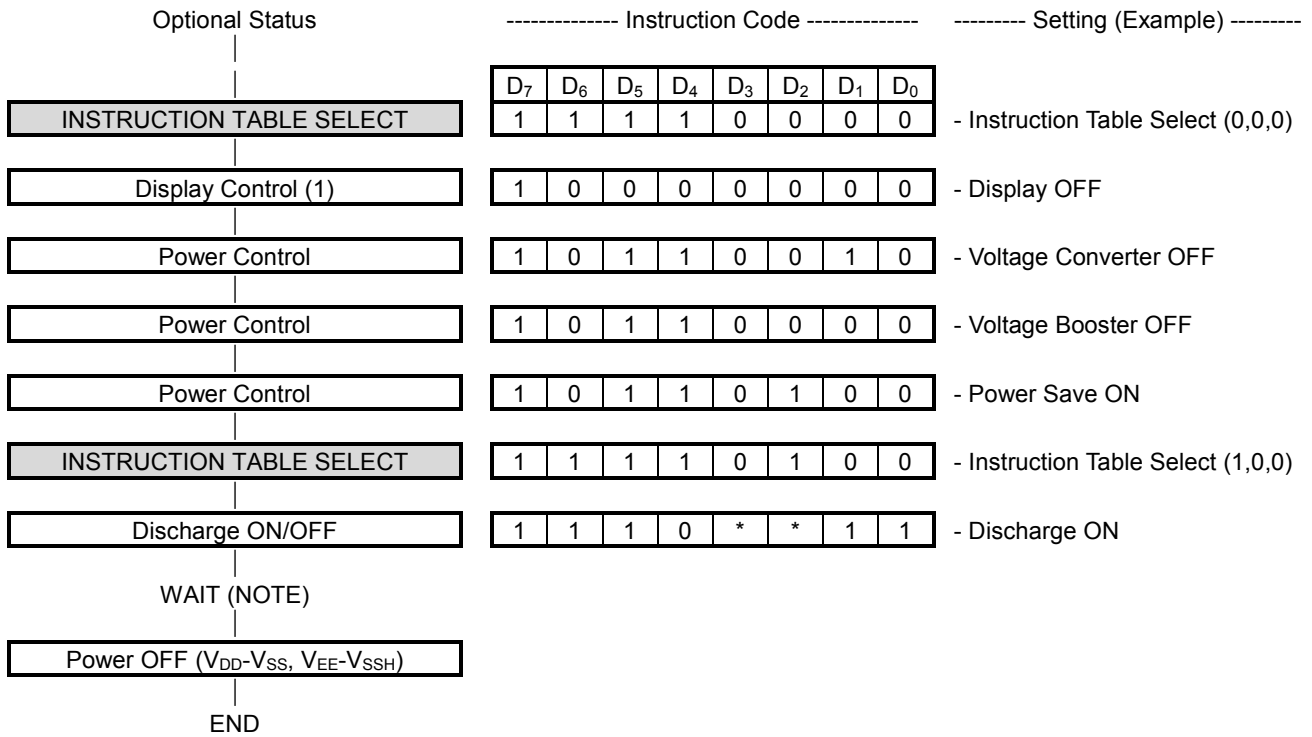 Optional Status -------------- Instruction Code -------------- --------- Setting (Example) ---------
D7 D6 D5 D4 D3 D2 D1 D0
INSTRUCTION TABLE SELECT 1 1 1 1 0 0 0 0 - Instruction Table Select (0,0,0)
Display Control (1) 1 0 0 0 0 0 0 0 - Display OFF
Power Control 1 0 1 1 0 0 1 0 - Voltage Converter OFF
Power Control 1 0 1 1 0 0 0 0 - Voltage Booster OFF
Power Control 1 0 1 1 0 1 0 0 - Power Save ON
INSTRUCTION TABLE SELECT 1 1 1 1 0 1 0 0 - Instruction Table Select (1,0,0)
Discharge ON/OFF 1 1 1 0 * * 1 1 - Discharge ON
WAIT (NOTE)
Power OFF (VDD-VSS, VEE-VSSH)
END